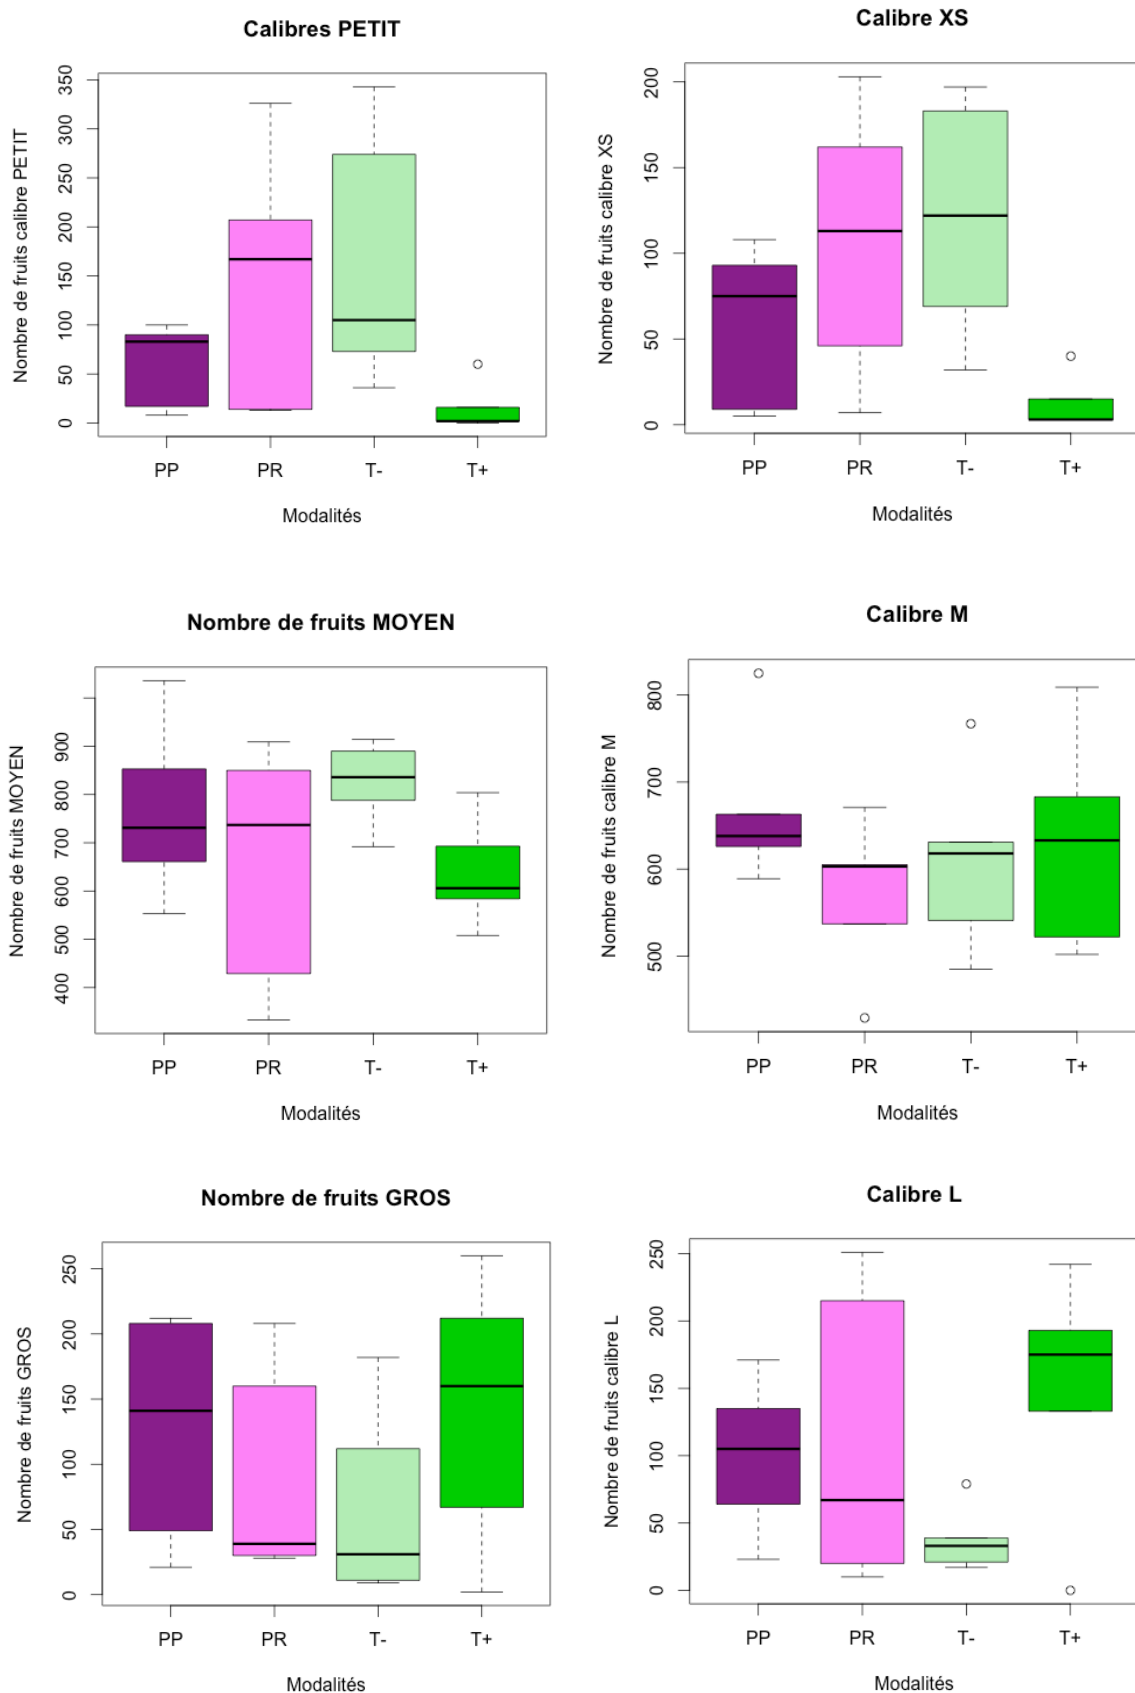 Calibres PETIT
Nombre de fruits calibre PETIT
350
300
250
200
150
100
50
0
PP PR T- T+
Modalités
Calibre XS
Nombre de fruits calibre XS
200
150
100
50
0
PP PR T- T+
Modalités
Nombre de fruits MOYEN
Nombre de fruits MOYEN
900
800
700
600
500
400
PP PR T- T+
Modalités
Calibre M
Nombre de fruits calibre M
800
700
600
500
PP PR T- T+
Modalités
Nombre de fruits GROS
Nombre de fruits GROS
250
200
150
100
50
0
PP PR T- T+
Modalités
Calibre L
Nombre de fruits calibre L
250
200
150
100
50
0
PP PR T- T+
Modalités